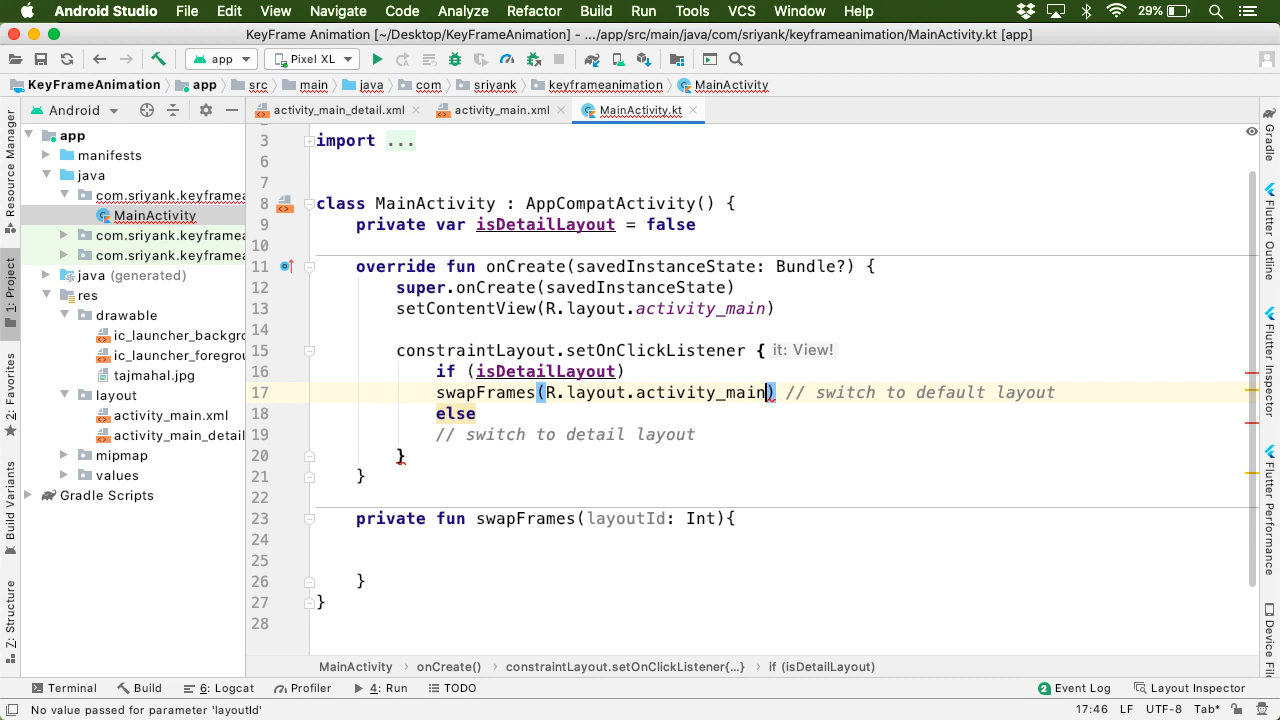 Android Studio File Edit View Navigate Code Analyze Refactor Build Run Tools VCS Window Help 29%
KeyFrame Animation [~/Desktop/KeyFrameAnimation] - .../app/src/main/java/com/sriyank/keyframeanimation/MainActivity.kt [app]
app Pixel XL
KeyFrameAnimation app src main java com sriyank keyframeanimation MainActivity
Android activity_main_detail.xml activity_main.xml MainActivity.kt
app
manifests
java
com.sriyank.keyframea
MainActivity
com.sriyank.keyframea
com.sriyank.keyframea
java (generated)
res
drawable
ic_launcher_backgro
ic_launcher_foregrou
tajmahal.jpg
layout
activity_main.xml
activity_main_detail
mipmap
values
Gradle Scripts
Resource Manager
1: Project
2: Favorites
Build Variants
Z: Structure
3 import ...
6
7
8 class MainActivity : AppCompatActivity() {
9 private var isDetailLayout = false
10
11 override fun onCreate(savedInstanceState: Bundle?) {
12 super.onCreate(savedInstanceState)
13 setContentView(R.layout.activity_main)
14
15 constraintLayout.setOnClickListener { it: View!
16 if (isDetailLayout)
17 swapFrames(R.layout.activity_main) // switch to default layout
18 else
19 // switch to detail layout
20 }
21 }
22
23 private fun swapFrames(layoutId: Int){
24
25
26 }
27 }
28
Gradle
Flutter Outline
Flutter Inspector
Flutter Performance
Device Fil
MainActivity › onCreate() › constraintLayout.setOnClickListener{...} › if (isDetailLayout)
Terminal Build 6: Logcat Profiler 4: Run TODO 2 Event Log Layout Inspector
No value passed for parameter 'layoutId' 17:46 LF UTF-8 Tab*